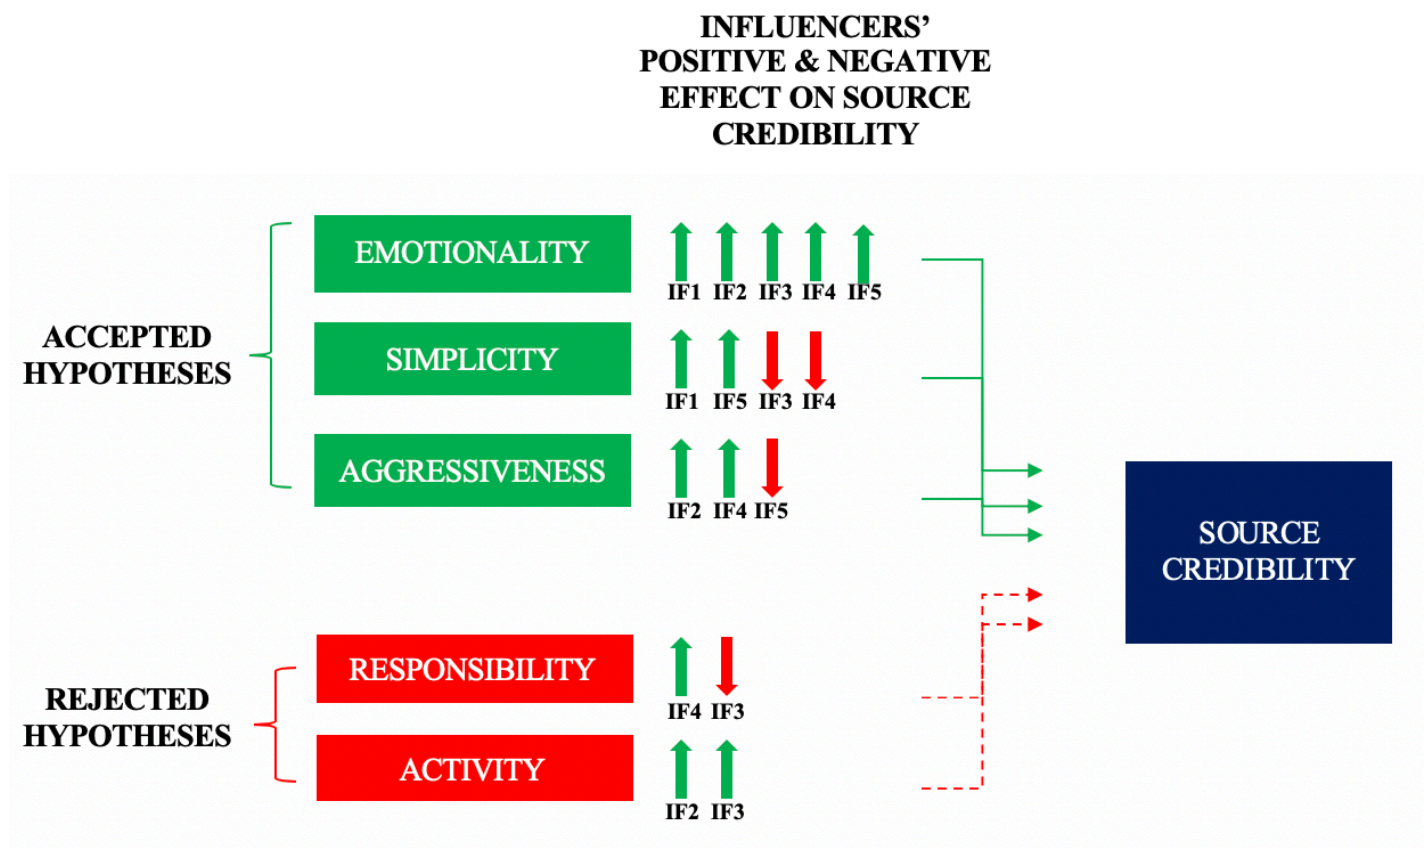 INFLUENCERS’
POSITIVE & NEGATIVE
EFFECT ON SOURCE
CREDIBILITY
ACCEPTED
HYPOTHESES
EMOTIONALITY
IF1 IF2 IF3 IF4 IF5
SIMPLICITY
IF1 IF5 IF3 IF4
AGGRESSIVENESS
IF2 IF4 IF5
SOURCE
CREDIBILITY
REJECTED
HYPOTHESES
RESPONSIBILITY
IF4 IF3
ACTIVITY
IF2 IF3